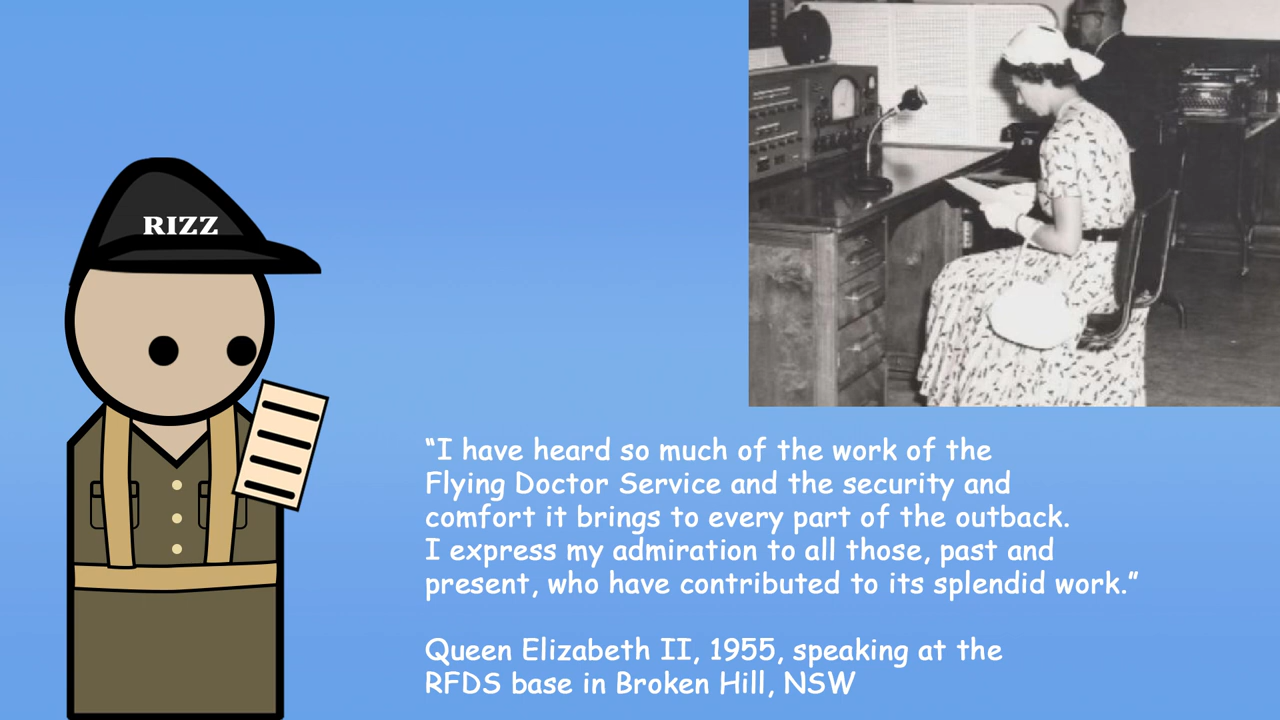 RIZZ
“I have heard so much of the work of the
Flying Doctor Service and the security and
comfort it brings to every part of the outback.
I express my admiration to all those, past and
present, who have contributed to its splendid work.”
Queen Elizabeth II, 1955, speaking at the
RFDS base in Broken Hill, NSW